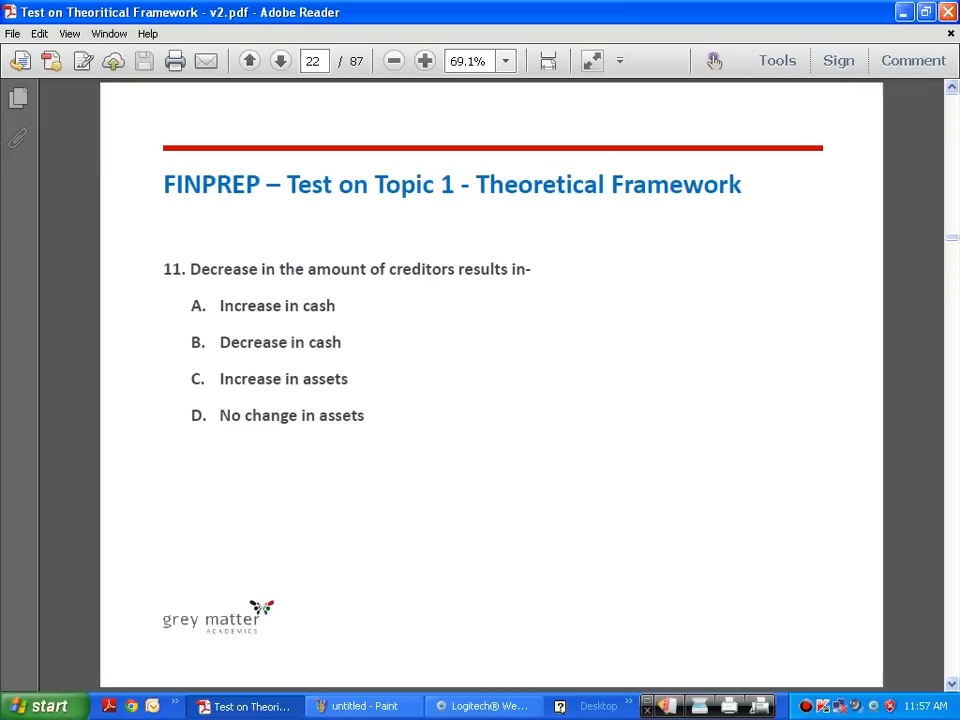 Test on Theoritical Framework - v2.pdf - Adobe Reader
File Edit View Window Help
22 / 87 69.1% Tools Sign Comment
FINPREP – Test on Topic 1 - Theoretical Framework
11. Decrease in the amount of creditors results in-
A. Increase in cash
B. Decrease in cash
C. Increase in assets
D. No change in assets
grey matter
ACADEMICS
start Test on Theori... untitled - Paint Logitech® We... Desktop 11:57 AM